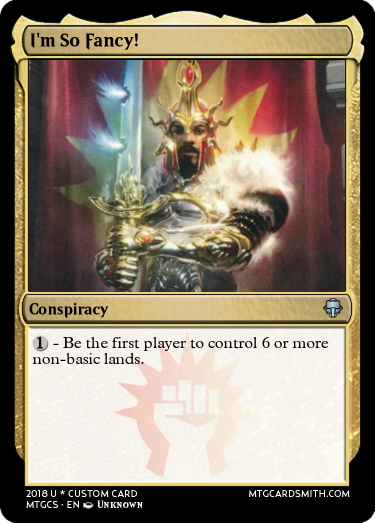 I'm So Fancy!
Conspiracy
1 - Be the first player to control 6 or more
non-basic lands.
2018 U * CUSTOM CARD
MTGCARDSMITH.COM
MTGCS · EN Unknown